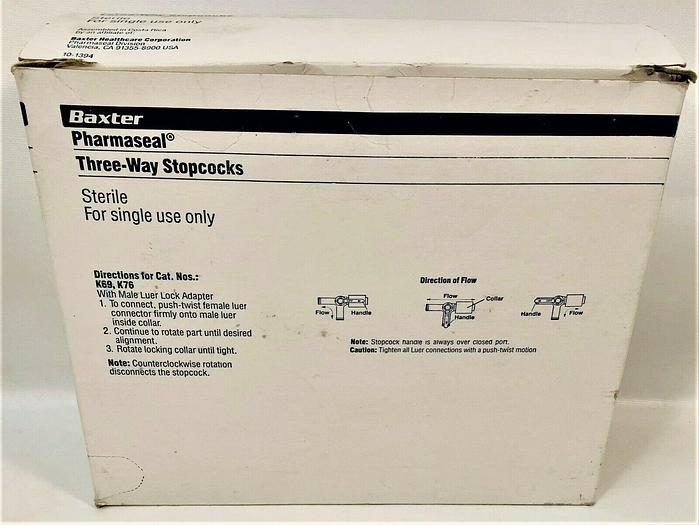 Sterile
For single use only
Assembled in Costa Rica
by an affiliate of:
Baxter Healthcare Corporation
Pharmaseal Division
Valencia, CA 91355-8900 USA
10-1394
Baxter
Pharmaseal®
Three-Way Stopcocks
Sterile
For single use only
Directions for Cat. Nos.:
K69, K76
With Male Luer Lock Adapter
1. To connect, push-twist female luer
connector firmly onto male luer
inside collar.
2. Continue to rotate part until desired
alignment.
3. Rotate locking collar until tight.
Note: Counterclockwise rotation
disconnects the stopcock.
Direction of Flow
Flow
Handle
Flow
Collar
Handle
Handle
Flow
Note: Stopcock handle is always over closed port.
Caution: Tighten all Luer connections with a push-twist motion